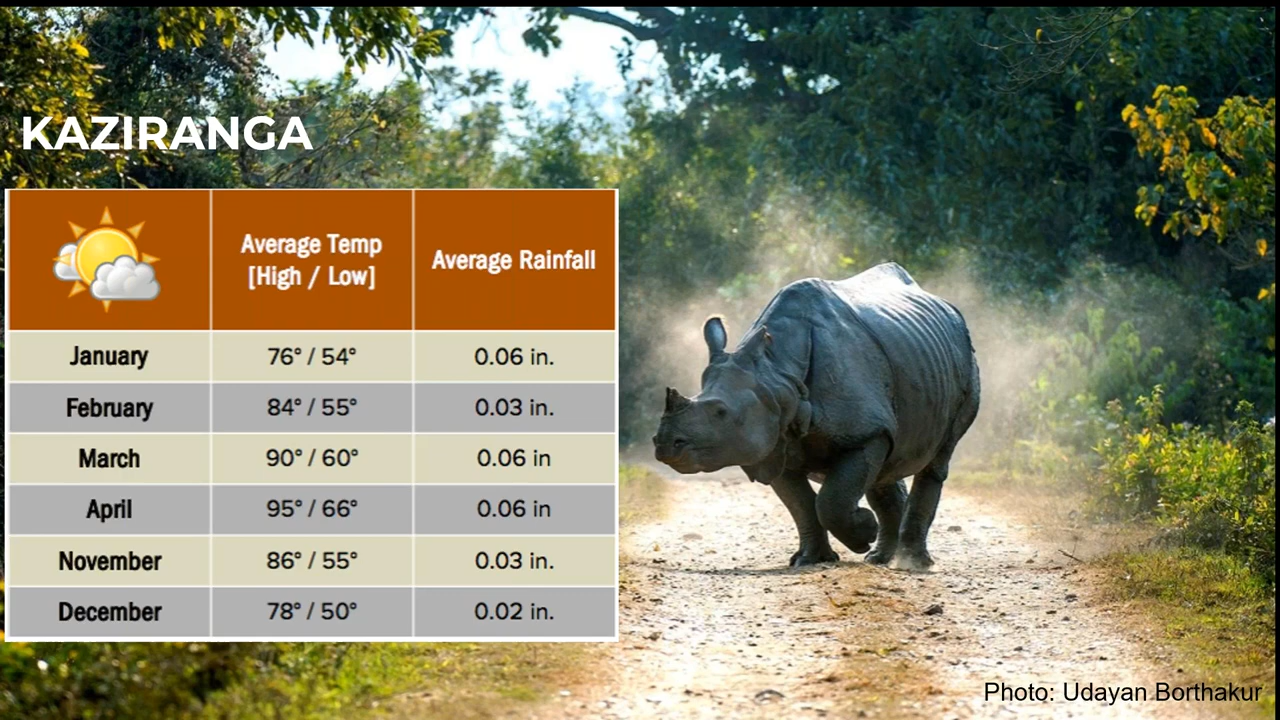 KAZIRANGA
Average Temp
[High / Low]
Average Rainfall
January 76° / 54° 0.06 in.
February 84° / 55° 0.03 in.
March 90° / 60° 0.06 in
April 95° / 66° 0.06 in
November 86° / 55° 0.03 in.
December 78° / 50° 0.02 in.
Photo: Udayan Borthakur